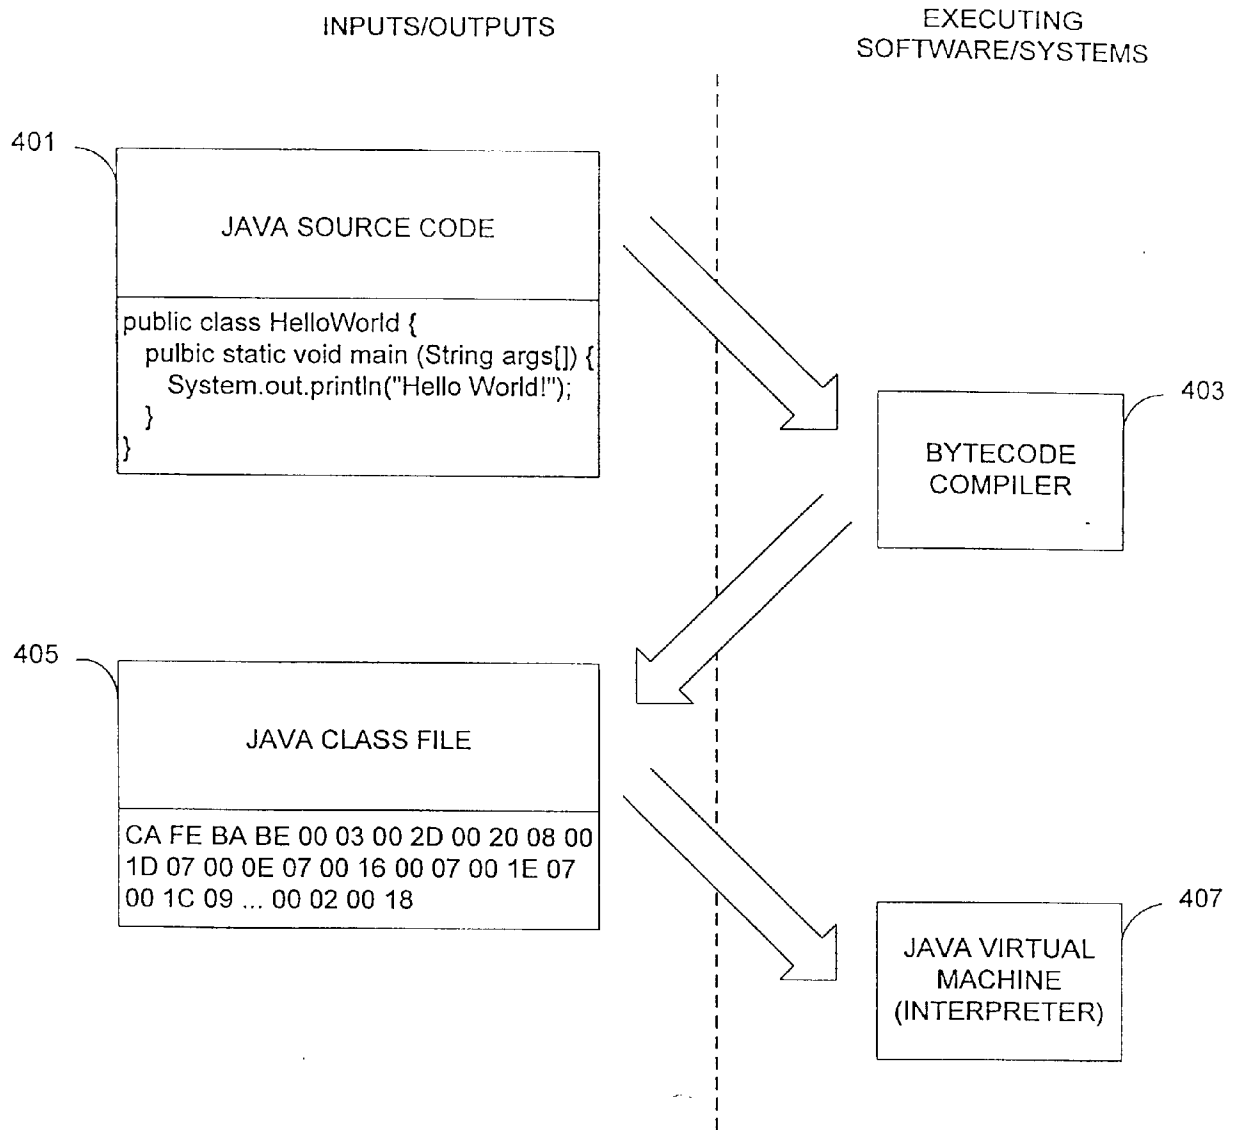 INPUTS/OUTPUTS
EXECUTING
SOFTWARE/SYSTEMS
401
JAVA SOURCE CODE
public class HelloWorld {
pulbic static void main (String args[]) {
System.out.println("Hello World!");
}
}
403
BYTECODE
COMPILER
405
JAVA CLASS FILE
CA FE BA BE 00 03 00 2D 00 20 08 00
1D 07 00 0E 07 00 16 00 07 00 1E 07
00 1C 09 ... 00 02 00 18
407
JAVA VIRTUAL
MACHINE
(INTERPRETER)